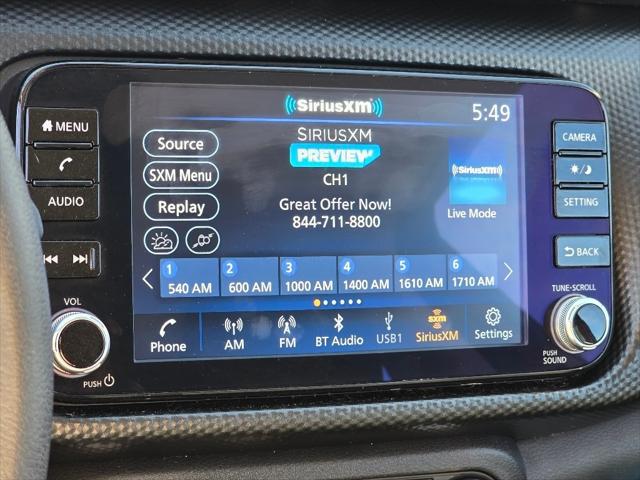 SiriusXM
5:49
MENU
AUDIO
VOL
PUSH
Source
SXM Menu
Replay
SIRIUSXM
PREVIEW
CH1
Great Offer Now!
844-711-8800
SiriusXM
Live Mode
1 540 AM
2 600 AM
3 1000 AM
4 1400 AM
5 1610 AM
6 1710 AM
Phone
AM
FM
BT Audio
USB1
sxm
SiriusXM
Settings
CAMERA
SETTING
BACK
TUNE-SCROLL
PUSH
SOUND